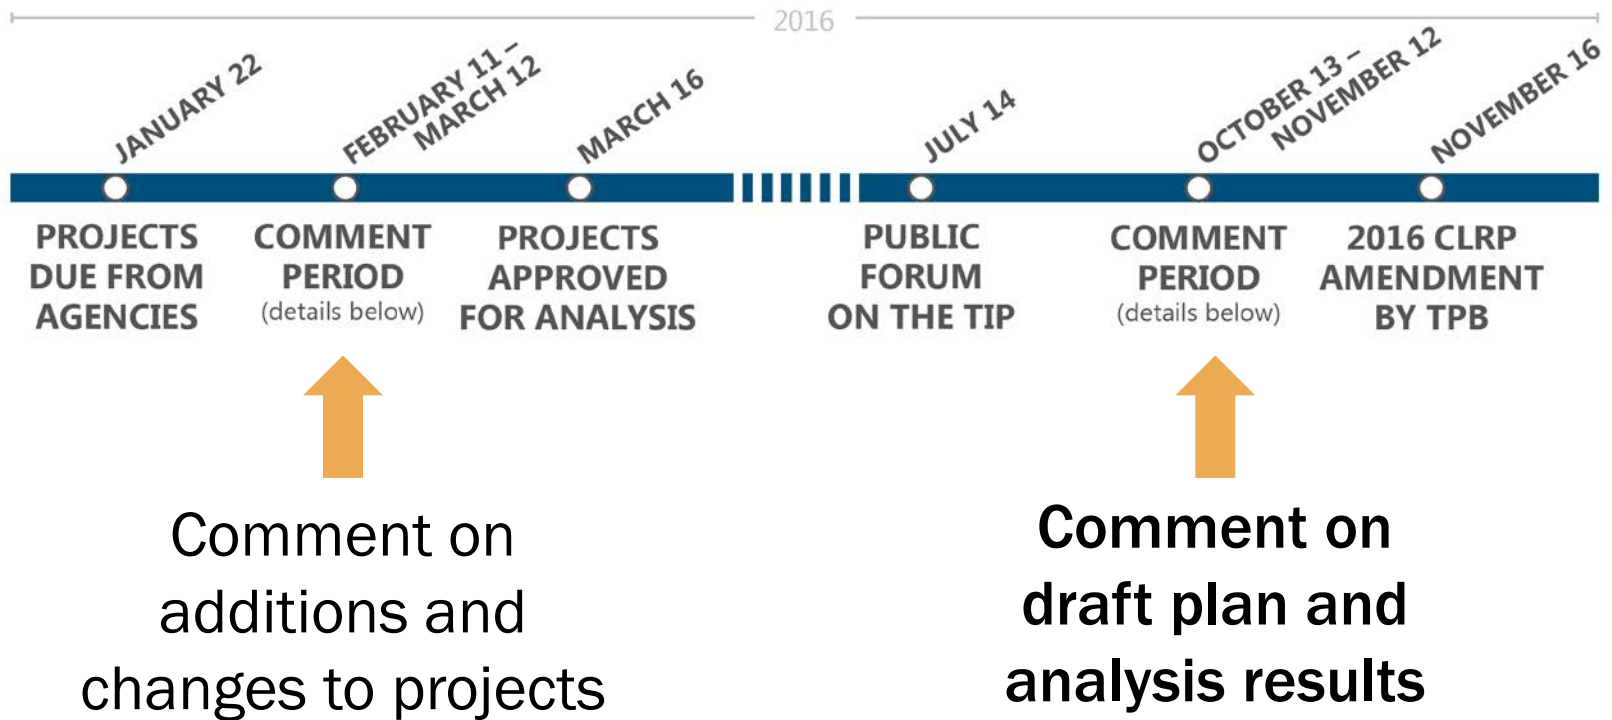 2016
JANUARY 22
FEBRUARY 11 –
MARCH 12
MARCH 16
JULY 14
OCTOBER 13 –
NOVEMBER 12
NOVEMBER 16
PROJECTS
DUE FROM
AGENCIES
COMMENT
PERIOD
(details below)
PROJECTS
APPROVED
FOR ANALYSIS
PUBLIC
FORUM
ON THE TIP
COMMENT
PERIOD
(details below)
2016 CLRP
AMENDMENT
BY TPB
Comment on
additions and
changes to projects
Comment on
draft plan and
analysis results